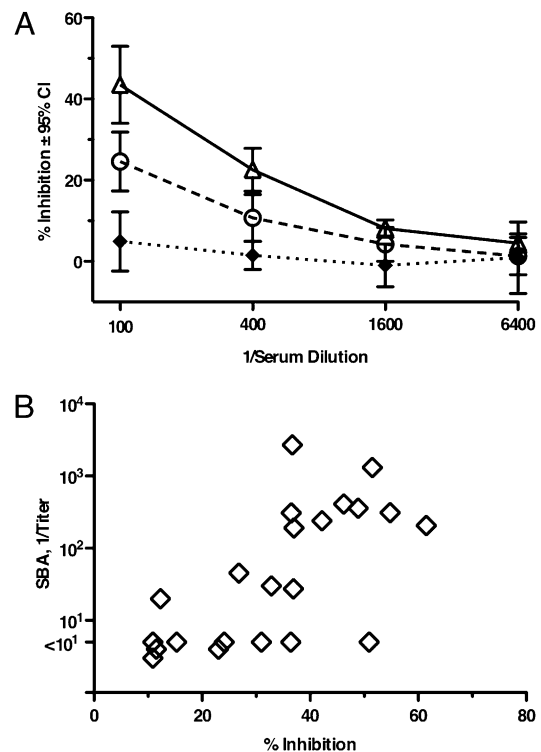 A
60
40
20
0
% Inhibition ± 95% CI
100 400 1600 6400
1/Serum Dilution
B
10⁴
10³
10²
10¹
<10¹
SBA, 1/Titer
0 20 40 60 80
% Inhibition